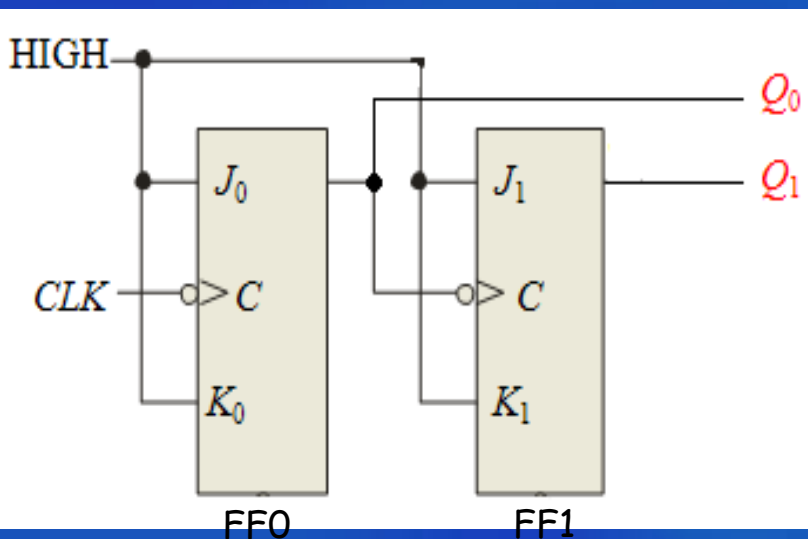 HIGH
Q₀
J₀ J₁ Q₁
CLK C C
K₀ K₁
FF0 FF1